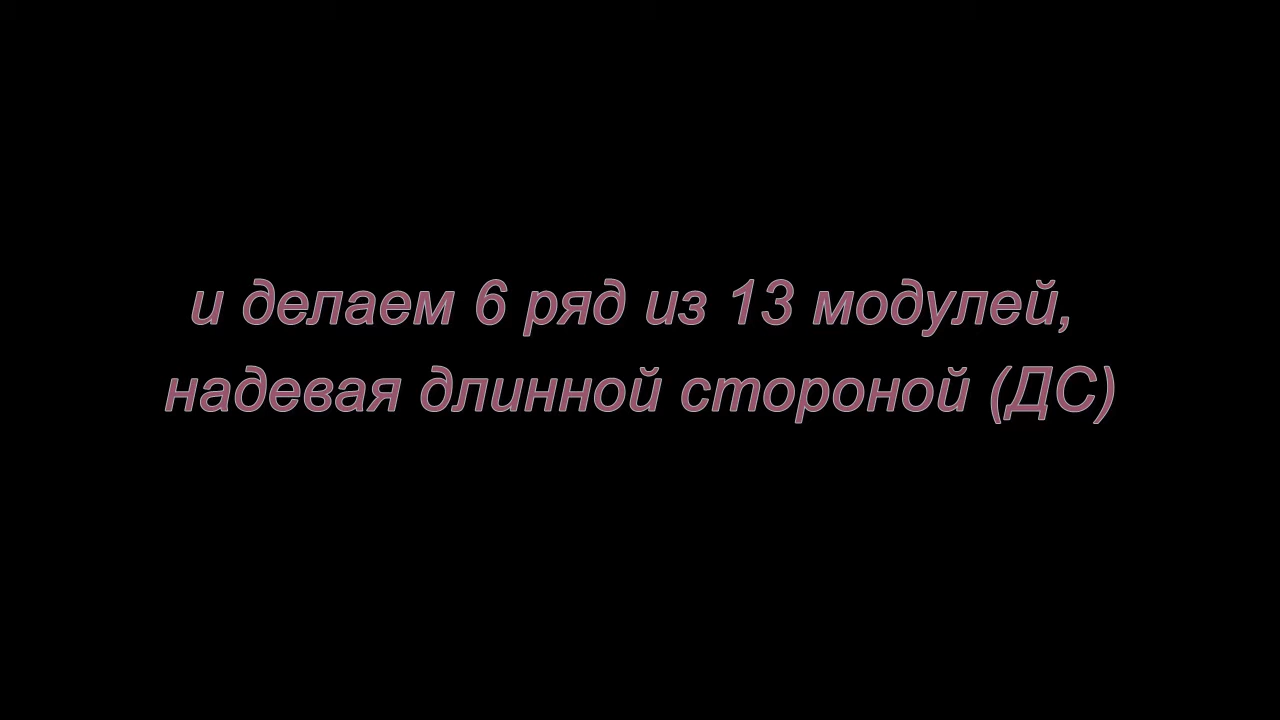 и делаем 6 ряд из 13 модулей,
надевая длинной стороной (ДС)